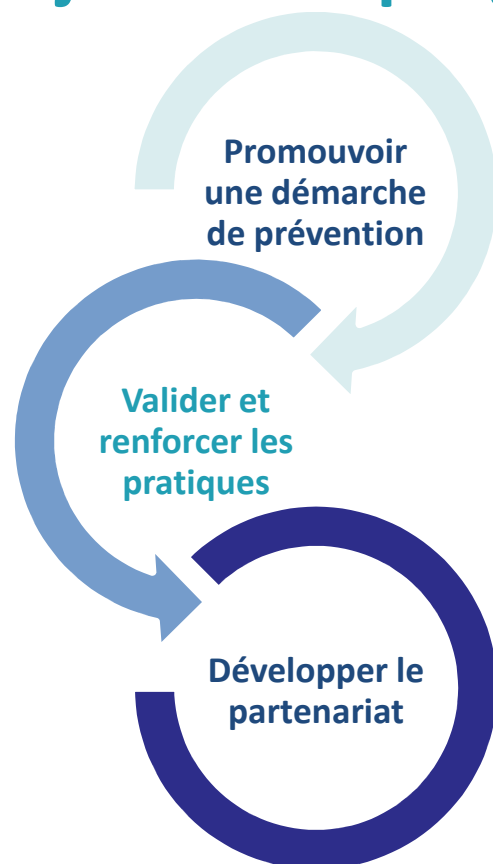 Promouvoir
une démarche
de prévention
Valider et
renforcer les
pratiques
Développer le
partenariat